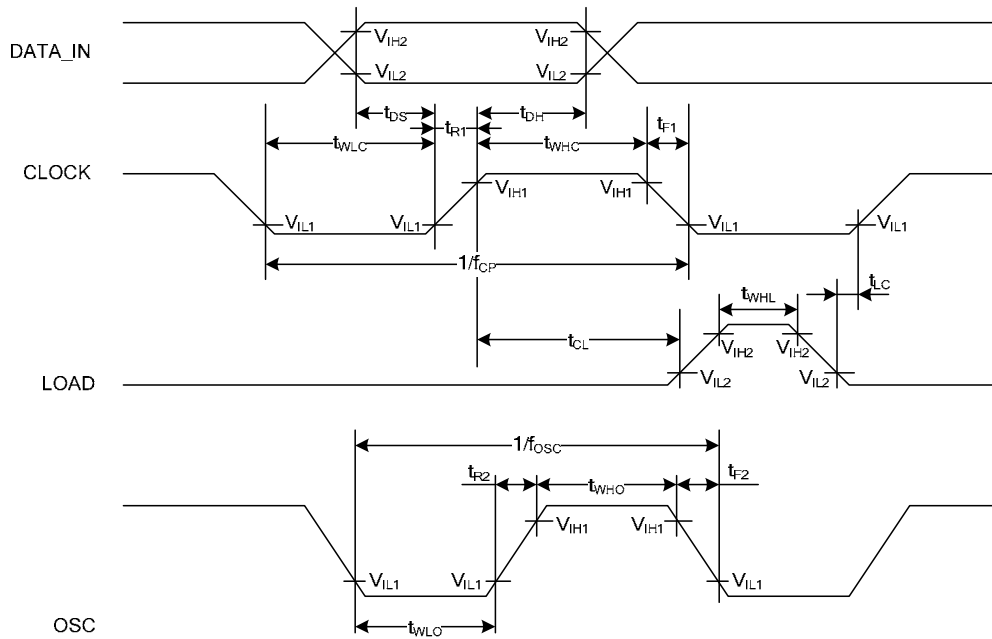 DATA_IN
VIH2 VIH2
VIL2 VIL2
tDS tDH
tR1 tF1
tWLC tWHC
CLOCK
VIH1 VIH1
VIL1 VIL1 VIL1 VIL1
1/fCP
tLC
tWHL
tCL
VIH2 VIH2
LOAD
VIL2 VIL2
1/fOSC
tR2 tWHO tF2
VIH1 VIH1
VIL1 VIL1 VIL1
OSC
tWLO